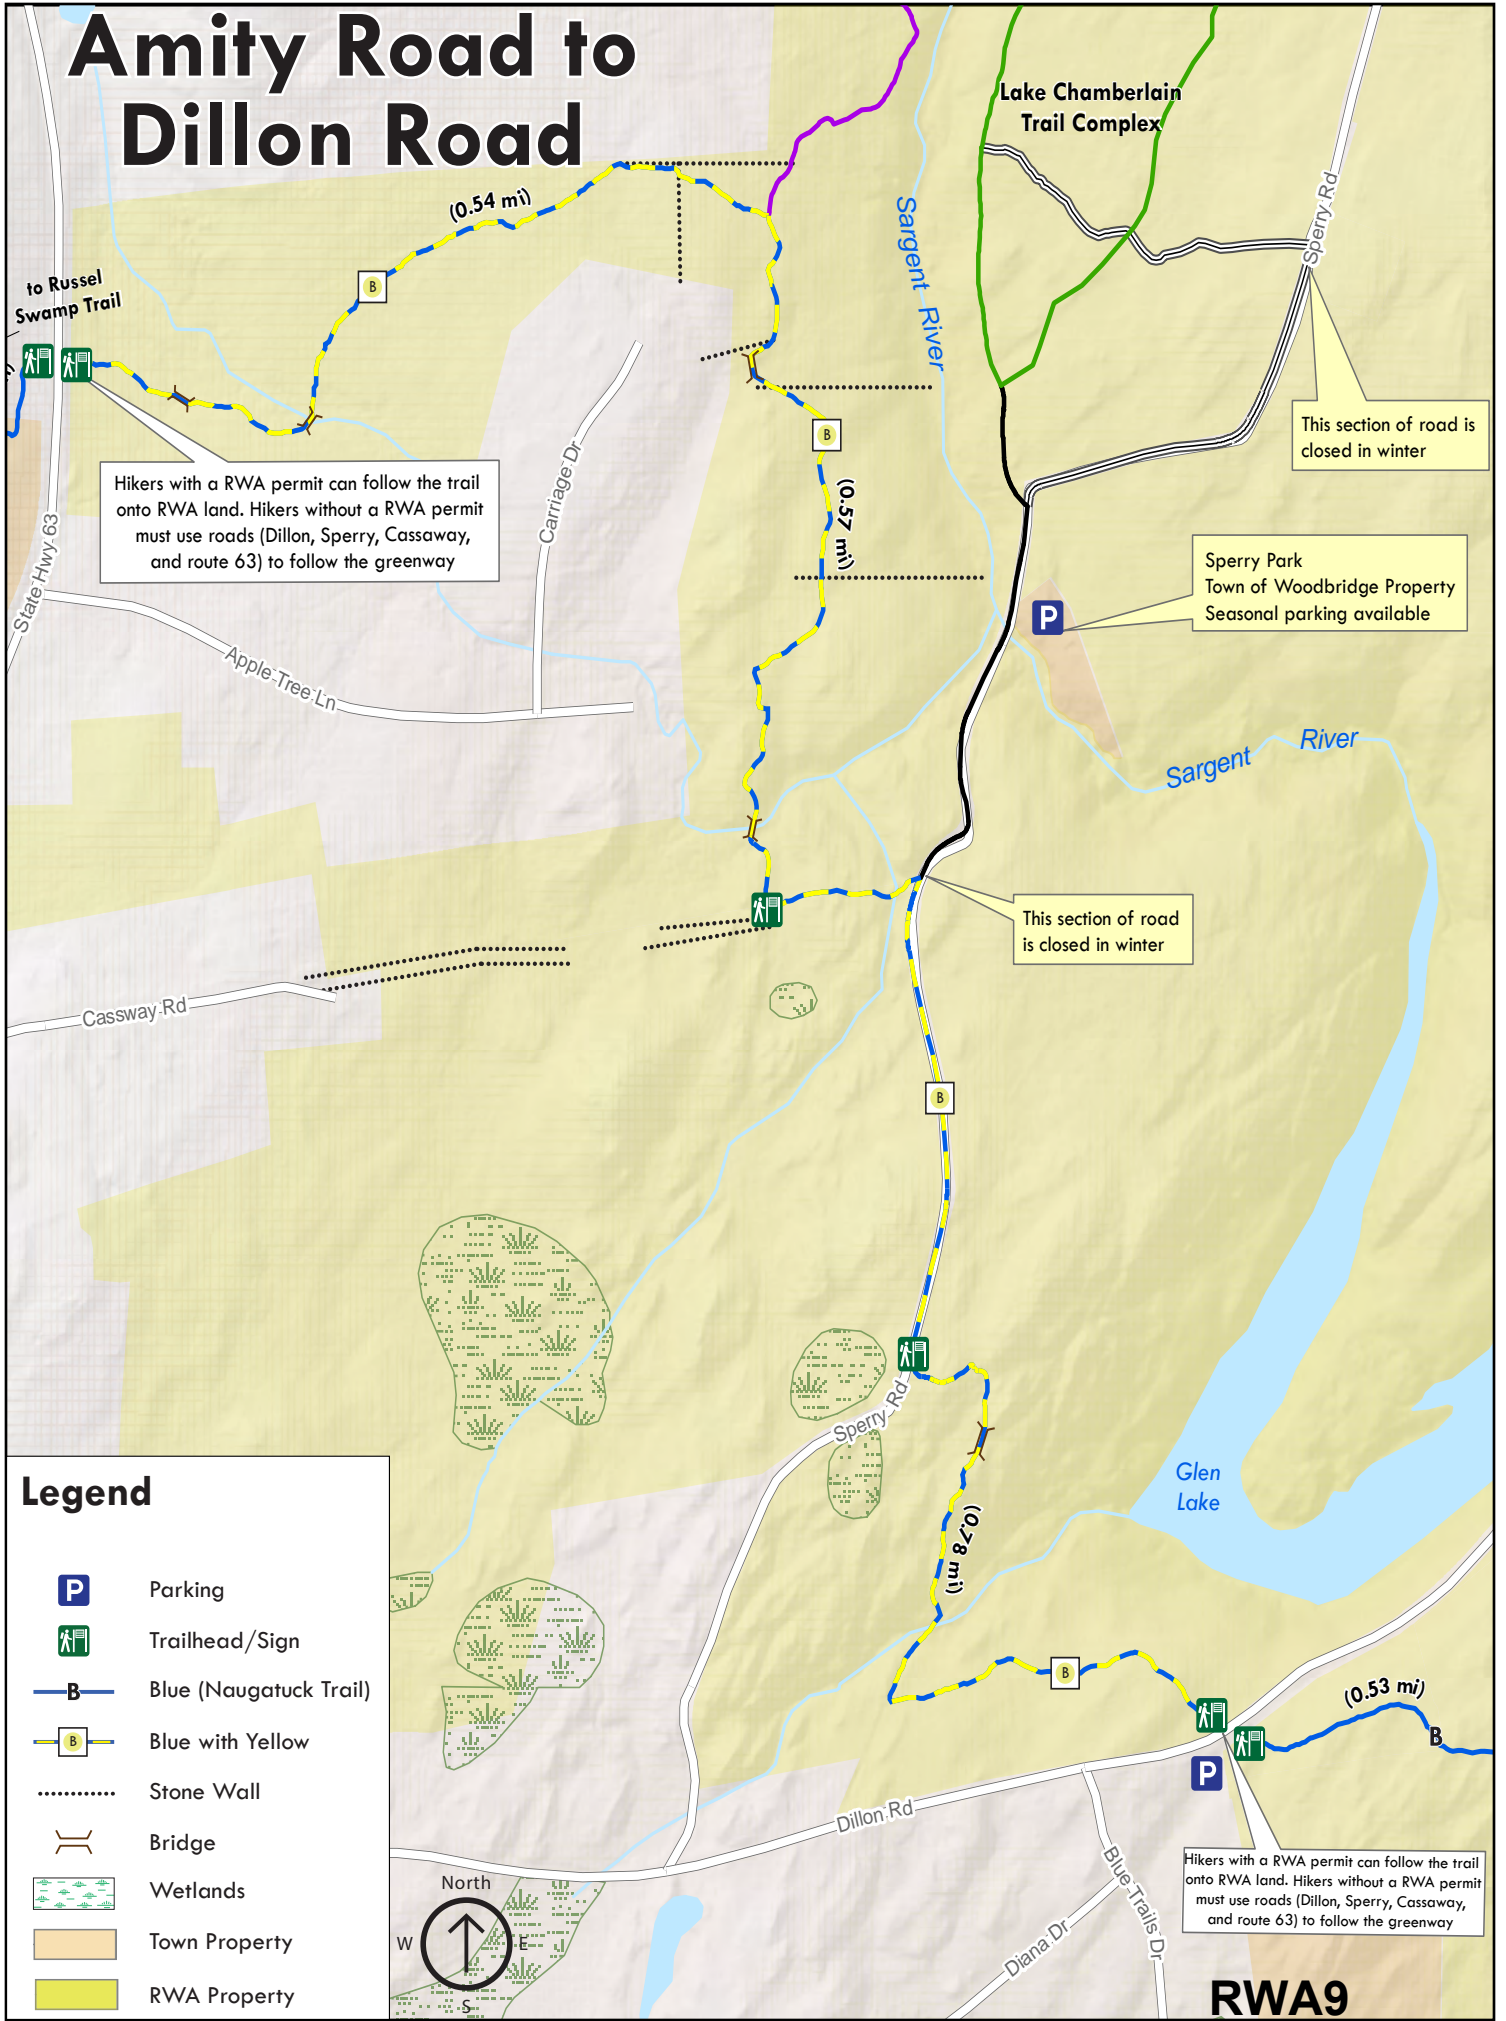 Amity Road to
Dillon Road
Lake Chamberlain
Trail Complex
(0.54 mi)
Sargent River
Sperry Rd
to Russel
Swamp Trail
B
This section of road is
closed in winter
Hikers with a RWA permit can follow the trail
onto RWA land. Hikers without a RWA permit
must use roads (Dillon, Sperry, Cassaway,
and route 63) to follow the greenway
Carriage Dr
B
(0.57 mi)
State Hwy 63
Sperry Park
Town of Woodbridge Property
Seasonal parking available
P
Apple Tree Ln
Sargent River
This section of road
is closed in winter
Cassway Rd
B
Sperry Rd
Glen
Lake
(0.78 mi)
B
(0.53 mi)
B
P
Dillon Rd
Blue Trails Dr
Diana Dr
Hikers with a RWA permit can follow the trail
onto RWA land. Hikers without a RWA permit
must use roads (Dillon, Sperry, Cassaway,
and route 63) to follow the greenway
RWA9
North
W E
S
Legend
P Parking
Trailhead/Sign
B Blue (Naugatuck Trail)
B Blue with Yellow
Stone Wall
Bridge
Wetlands
Town Property
RWA Property